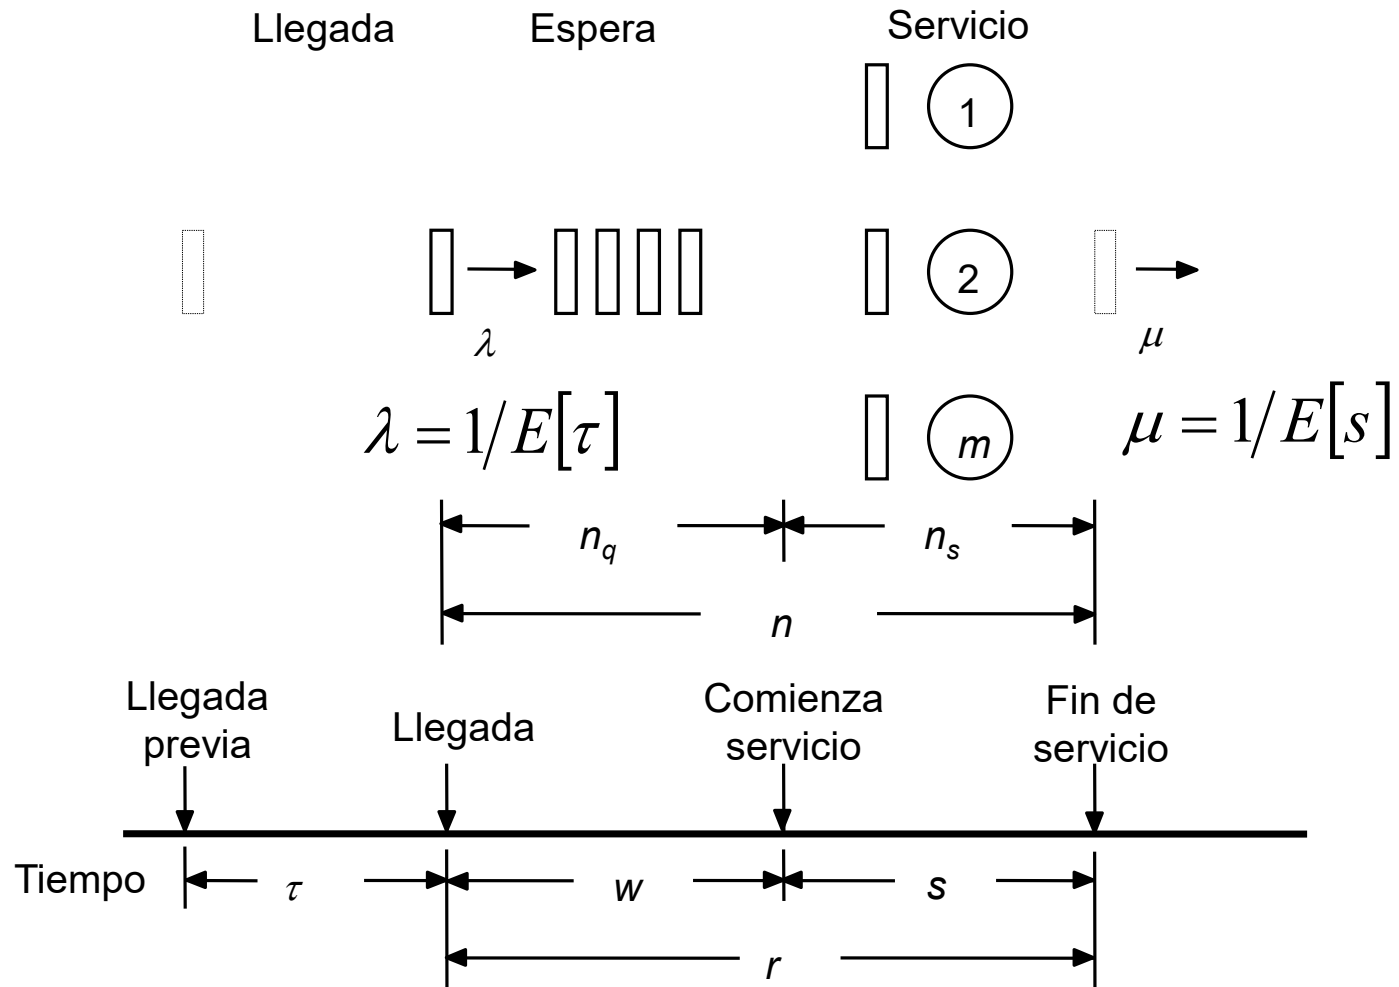 Llegada Espera Servicio
1
2
λ μ
λ = 1/E[τ] m μ = 1/E[s]
n_q n_s
n
Llegada previa
Llegada
Comienza servicio
Fin de servicio
Tiempo τ w s
r